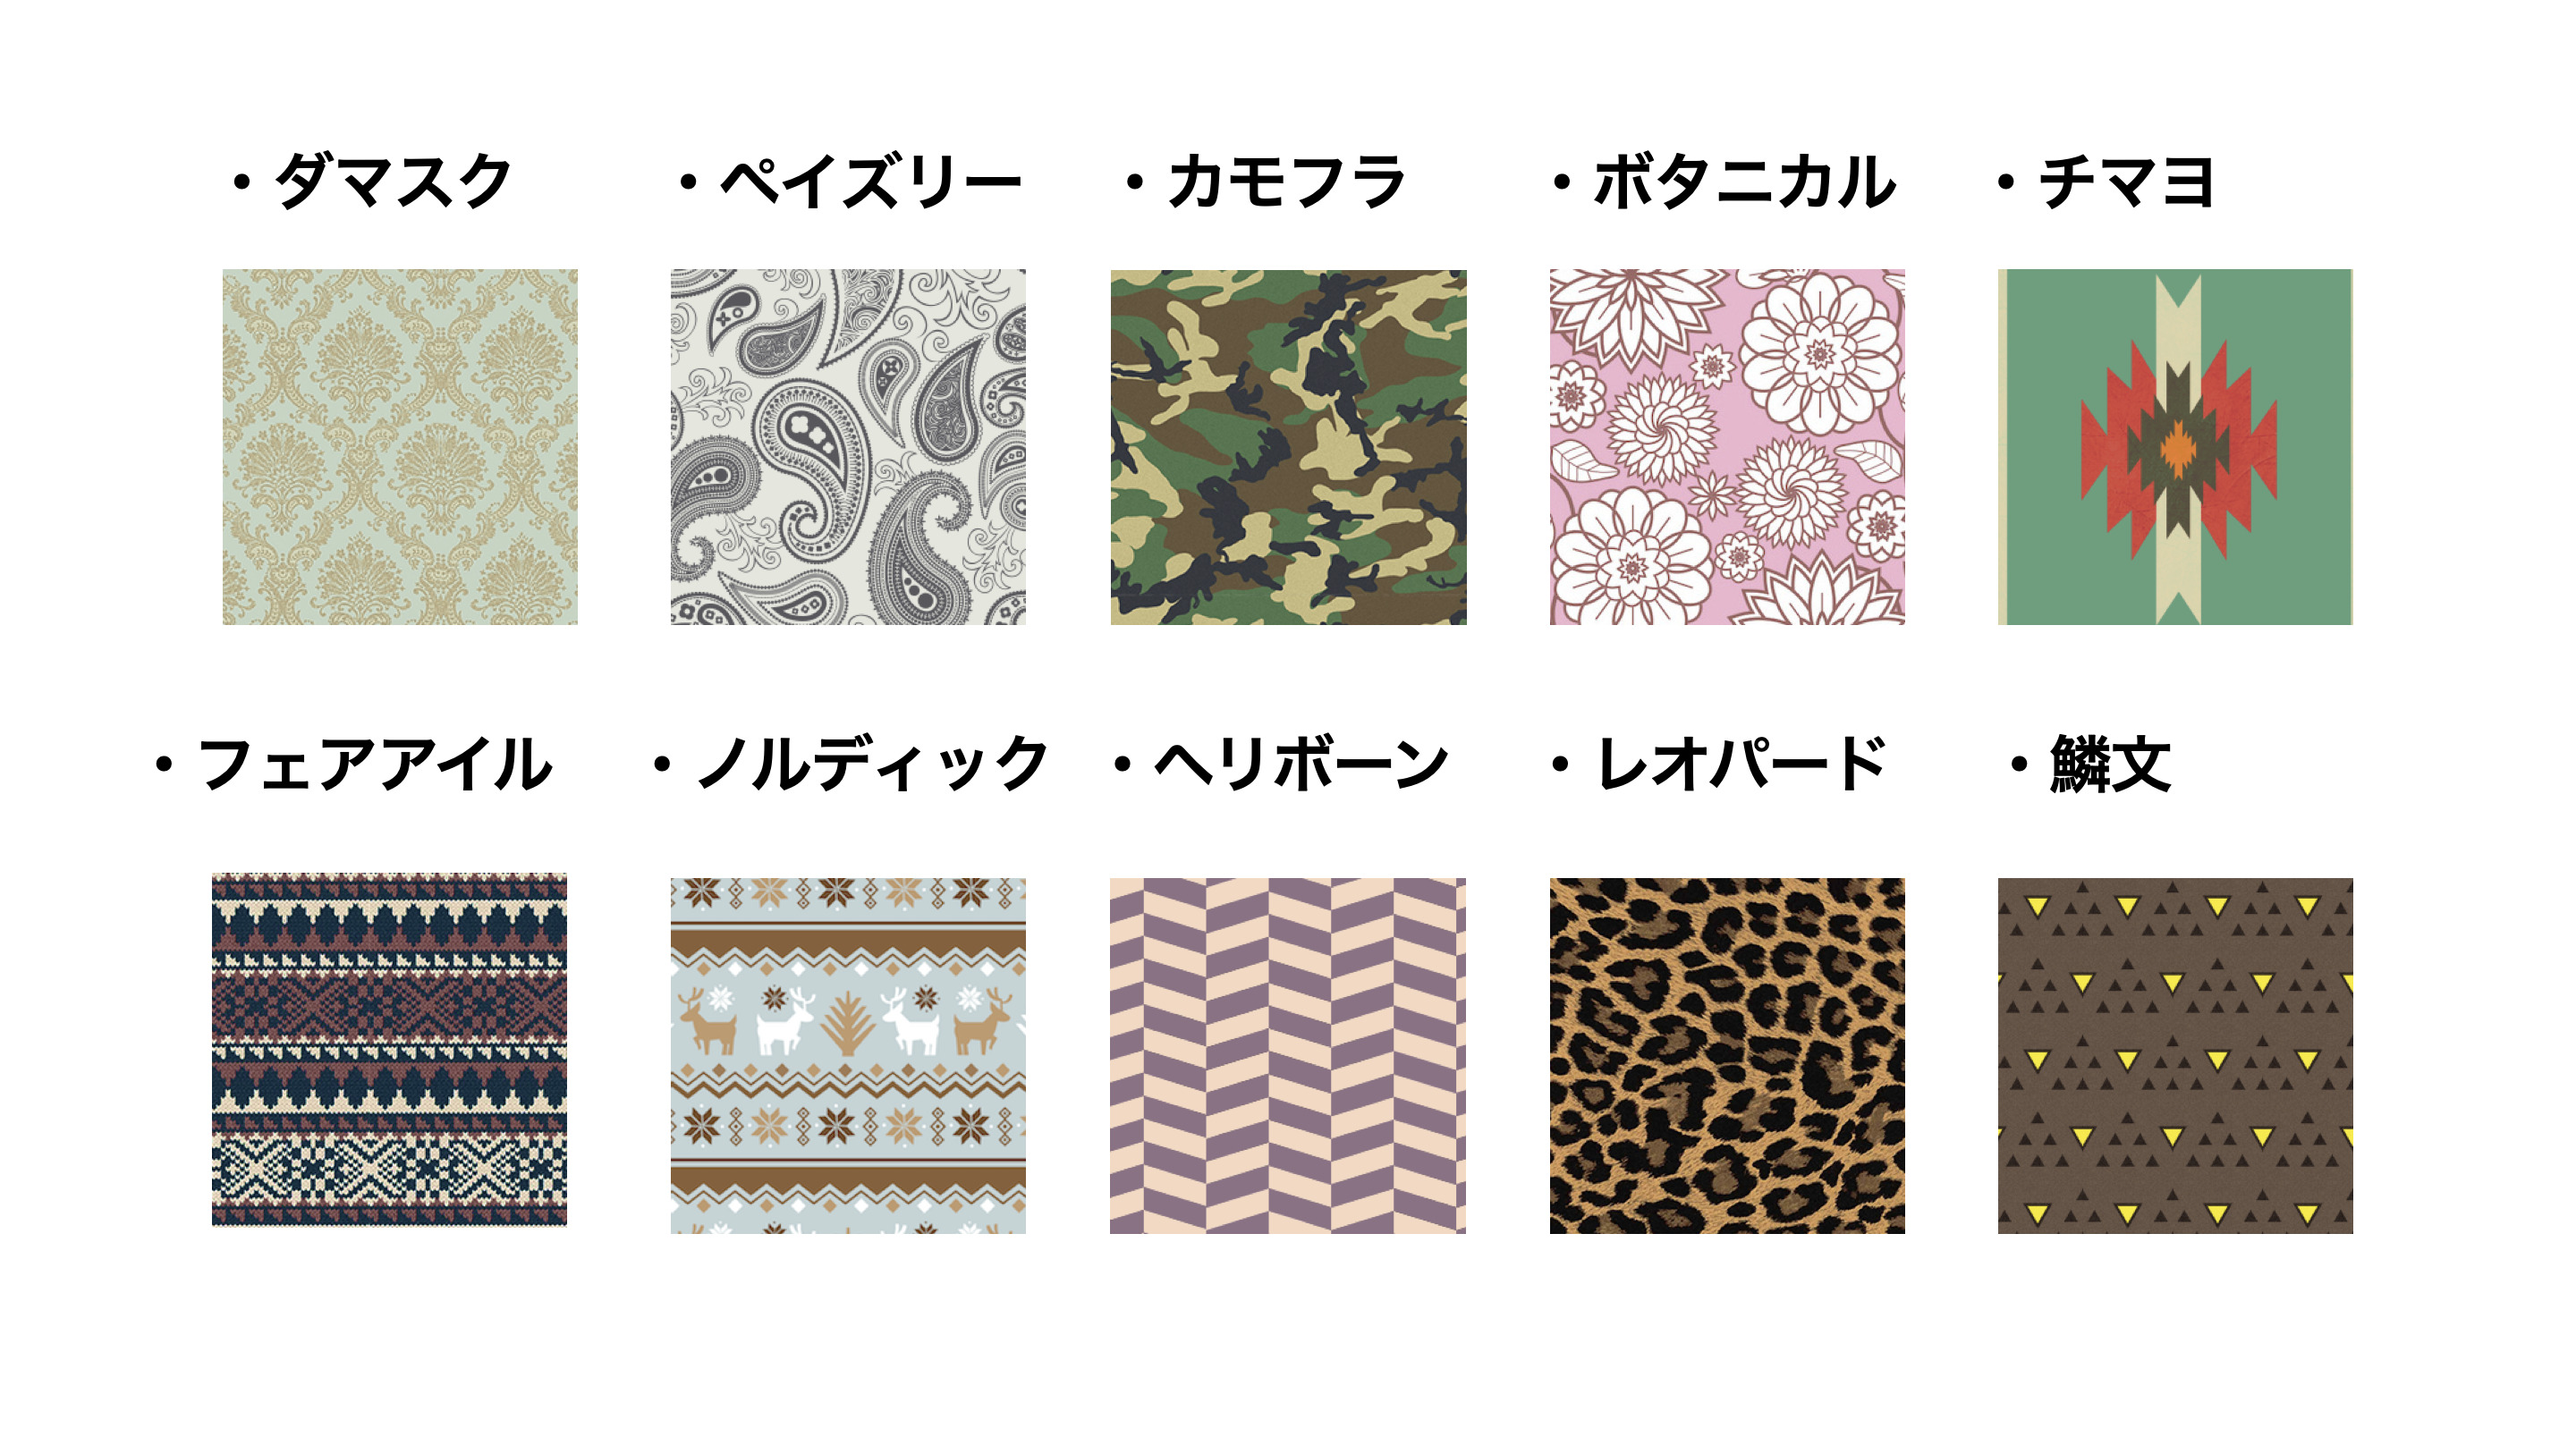 ・ダマスク
・ペイズリー
・カモフラ
・ボタニカル
・チマヨ
・フェアアイル
・ノルディック
・ヘリボーン
・レオパード
・鱗文